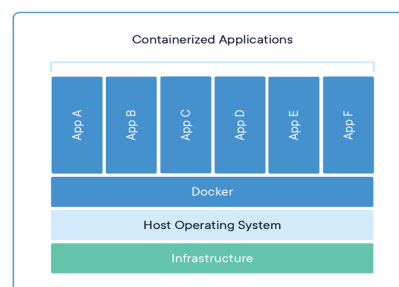 Containerized Applications
App A
App B
App C
App D
App E
App F
Docker
Host Operating System
Infrastructure